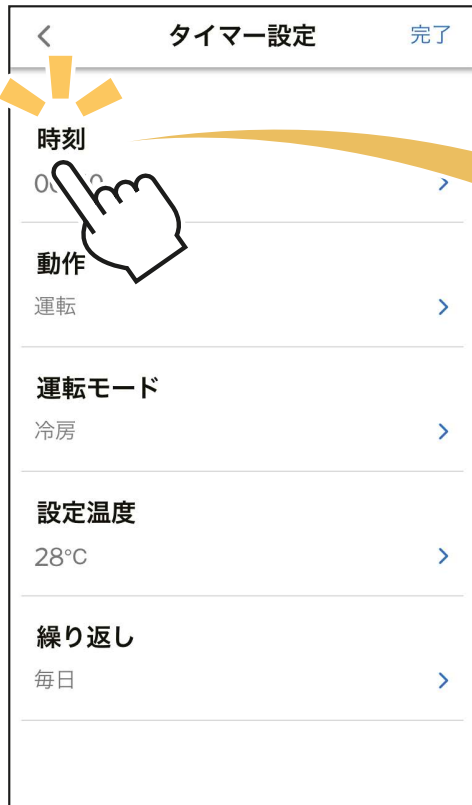 タイマー設定 完了
時刻
動作
運転
運転モード
冷房
設定温度
28°C
繰り返し
毎日